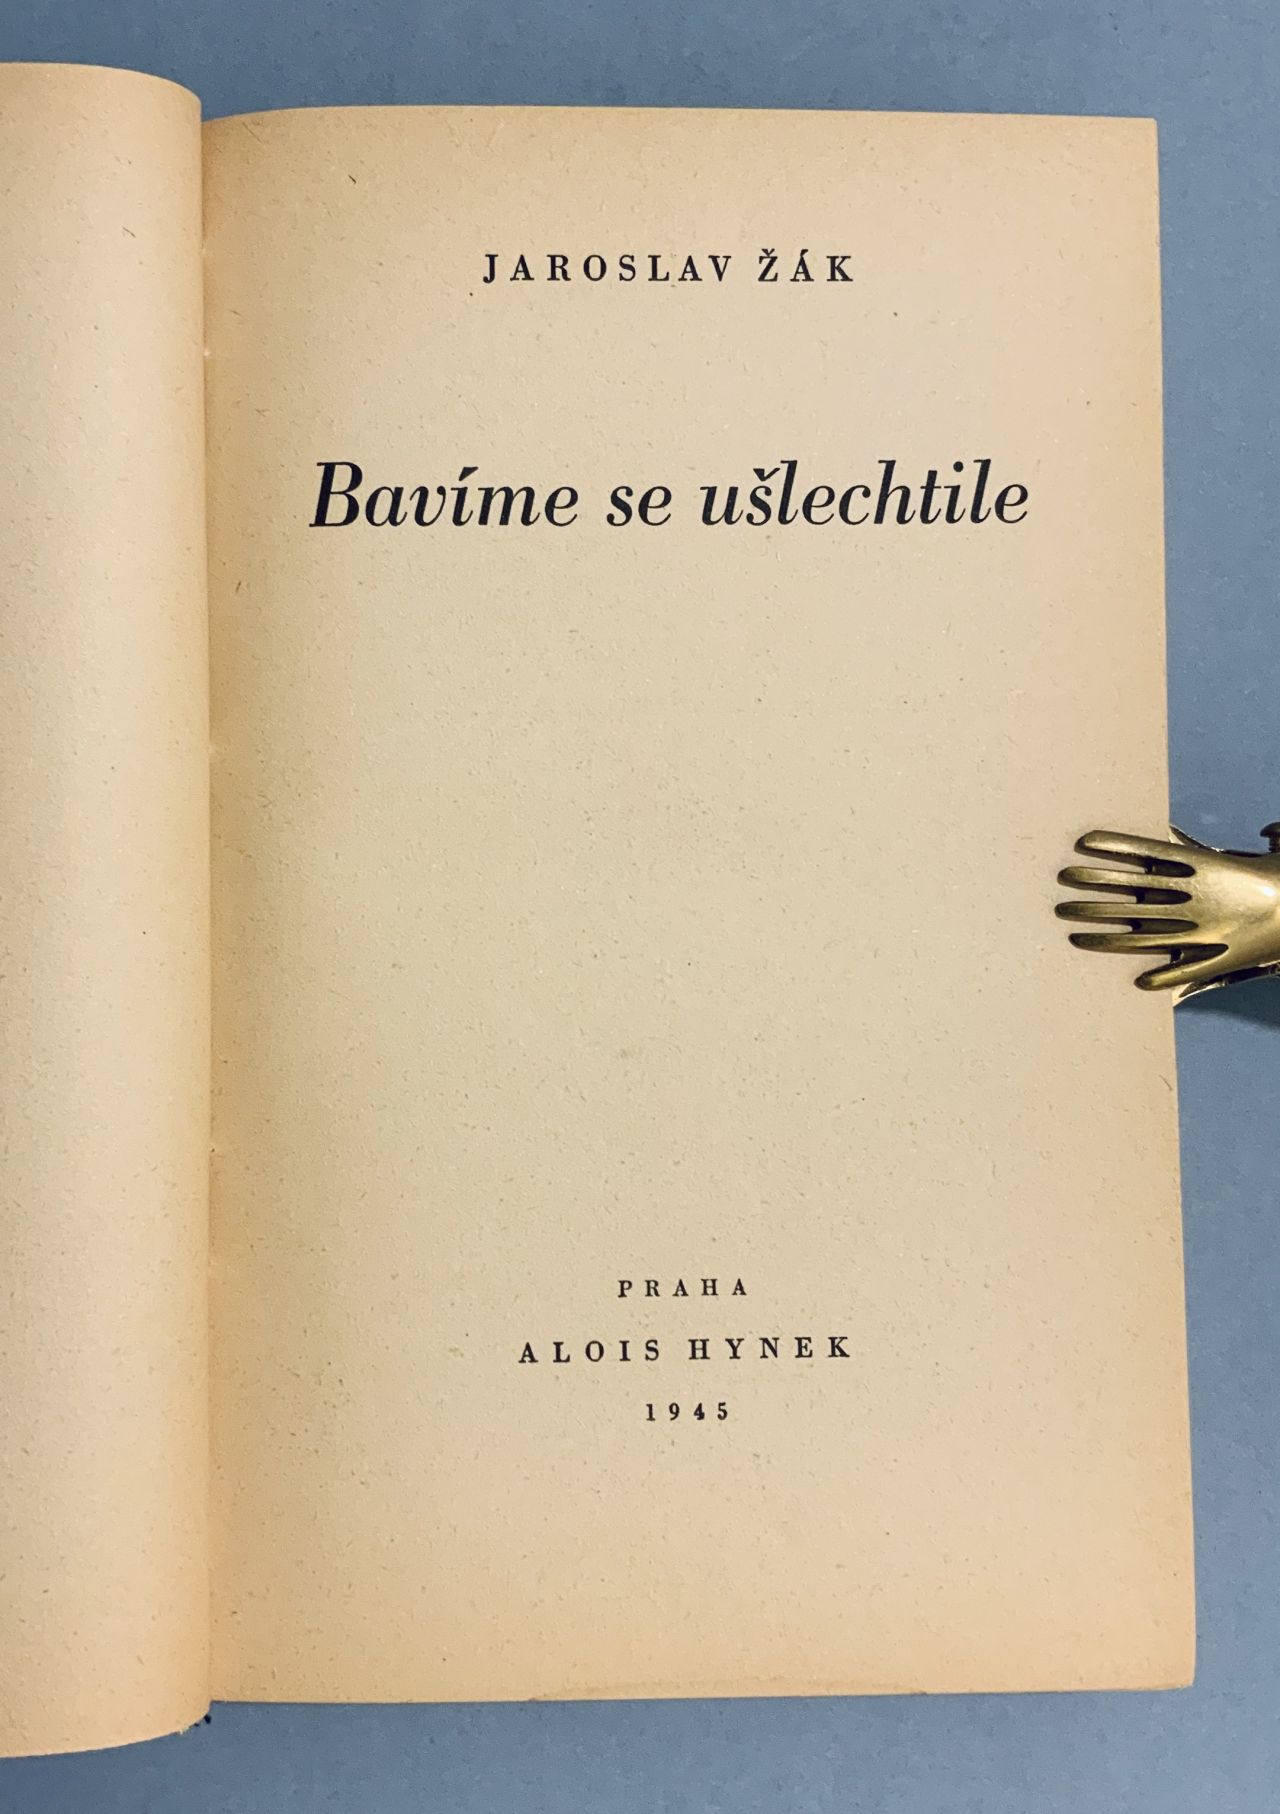 JAROSLAV ŽÁK
Bavíme se ušlechtile
PRAHA
ALOIS HYNEK
1945